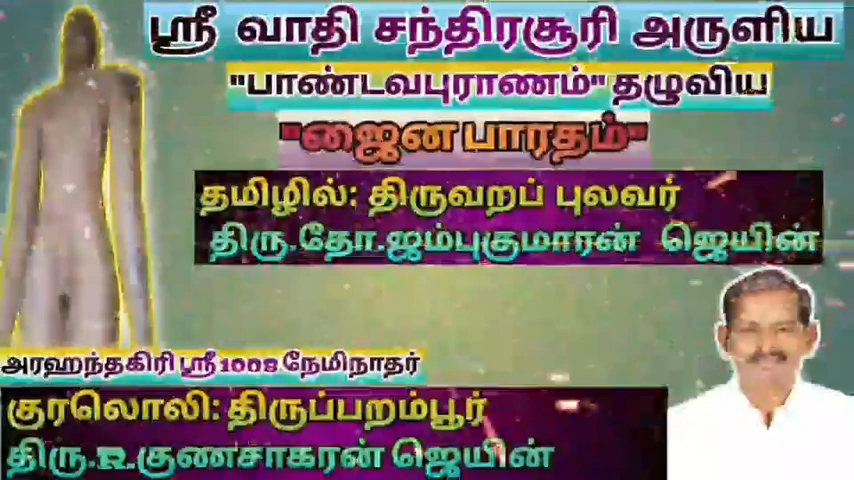 ஸ்ரீ வாதி சந்திரசூரி அருளிய
"பாண்டவபுராணம்" தழுவிய
"ஜைன பாரதம்"
தமிழில்: திருவறப் புலவர்
திரு.தோ.ஜம்புகுமாரன் ஜெயின்
அரஹந்தகிரி ஸ்ரீ 1008 நேமிநாதர்
குரலொலி: திருப்பறம்பூர்
திரு.R.குணசாகரன் ஜெயின்